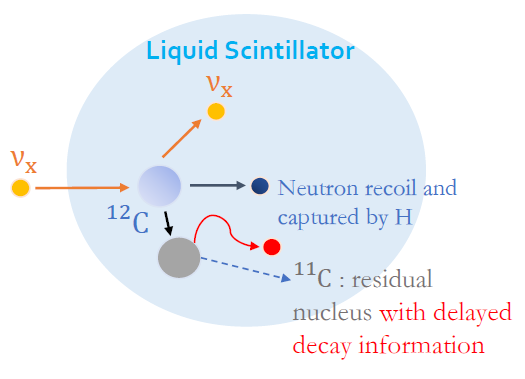 Liquid Scintillator
νₓ
νₓ
¹²C
Neutron recoil and
captured by H
¹¹C : residual
nucleus with delayed
decay information